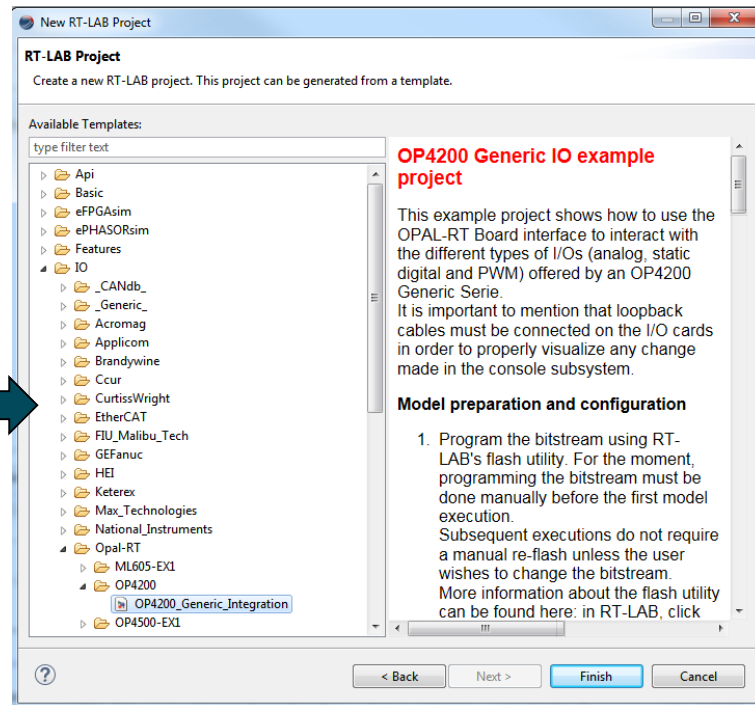 New RT-LAB Project
RT-LAB Project
Create a new RT-LAB project. This project can be generated from a template.
Available Templates:
type filter text
Api
Basic
eFPGAsim
ePHASORsim
Features
IO
_CANdb_
_Generic_
Acromag
Applicom
Brandywine
Ccur
CurtissWright
EtherCAT
FIU_Malibu_Tech
GEFanuc
HEI
Keterex
Max_Technologies
National_Instruments
Opal-RT
ML605-EX1
OP4200
OP4200_Generic_Integration
OP4500-EX1
OP4200 Generic IO example
project
This example project shows how to use the
OPAL-RT Board interface to interact with
the different types of I/Os (analog, static
digital and PWM) offered by an OP4200
Generic Serie.
It is important to mention that loopback
cables must be connected on the I/O cards
in order to properly visualize any change
made in the console subsystem.
Model preparation and configuration
1. Program the bitstream using RT-
LAB's flash utility. For the moment,
programming the bitstream must be
done manually before the first model
execution.
Subsequent executions do not require
a manual re-flash unless the user
wishes to change the bitstream.
More information about the flash utility
can be found here: in RT-LAB, click
< Back
Next >
Finish
Cancel